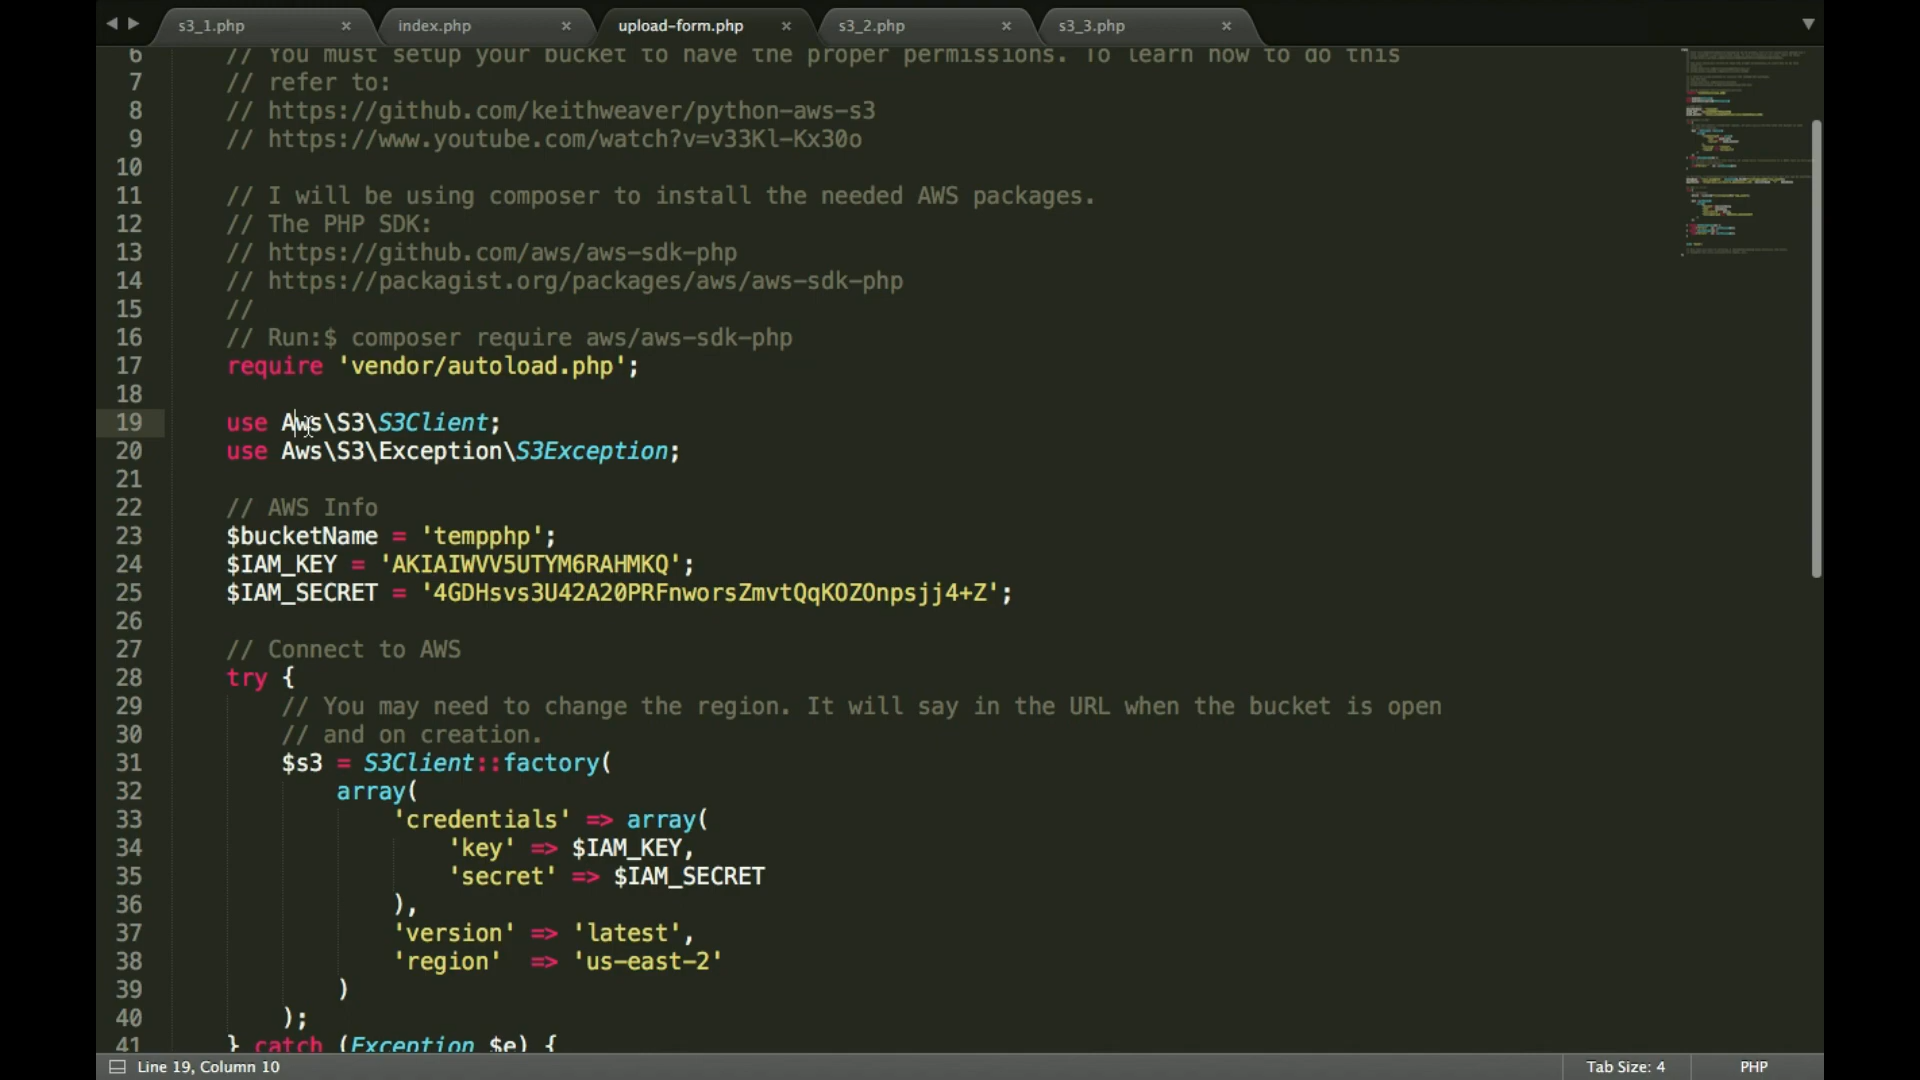 s3_1.php
index.php
upload-form.php
s3_2.php
s3_3.php
6 // You must setup your bucket to have the proper permissions. To learn how to do this
7 // refer to:
8 // https://github.com/keithweaver/python-aws-s3
9 // https://www.youtube.com/watch?v=v33Kl-Kx30o
10
11 // I will be using composer to install the needed AWS packages.
12 // The PHP SDK:
13 // https://github.com/aws/aws-sdk-php
14 // https://packagist.org/packages/aws/aws-sdk-php
15 //
16 // Run:$ composer require aws/aws-sdk-php
17 require 'vendor/autoload.php';
18
19 use Aws\S3\S3Client;
20 use Aws\S3\Exception\S3Exception;
21
22 // AWS Info
23 $bucketName = 'tempphp';
24 $IAM_KEY = 'AKIAIWVV5UTYM6RAHMKQ';
25 $IAM_SECRET = '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';
26
27 // Connect to AWS
28 try {
29 // You may need to change the region. It will say in the URL when the bucket is open
30 // and on creation.
31 $s3 = S3Client::factory(
32 array(
33 'credentials' => array(
34 'key' => $IAM_KEY,
35 'secret' => $IAM_SECRET
36 ),
37 'version' => 'latest',
38 'region'  => 'us-east-2'
39 )
40 );
41 } catch (Exception $e) {
Line 19, Column 10
Tab Size: 4
PHP